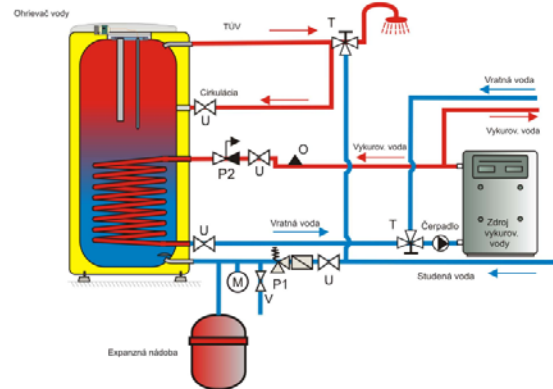 Ohrievač vody
TÚV
T
Vratná voda
Cirkulácia
U
Vykurov. voda
P2
U
O
Vykurov. voda
U
Vratná voda
T
Čerpadlo
Zdroj
vykurov.
vody
M
V
P1
U
Studená voda
Expanzná nádoba